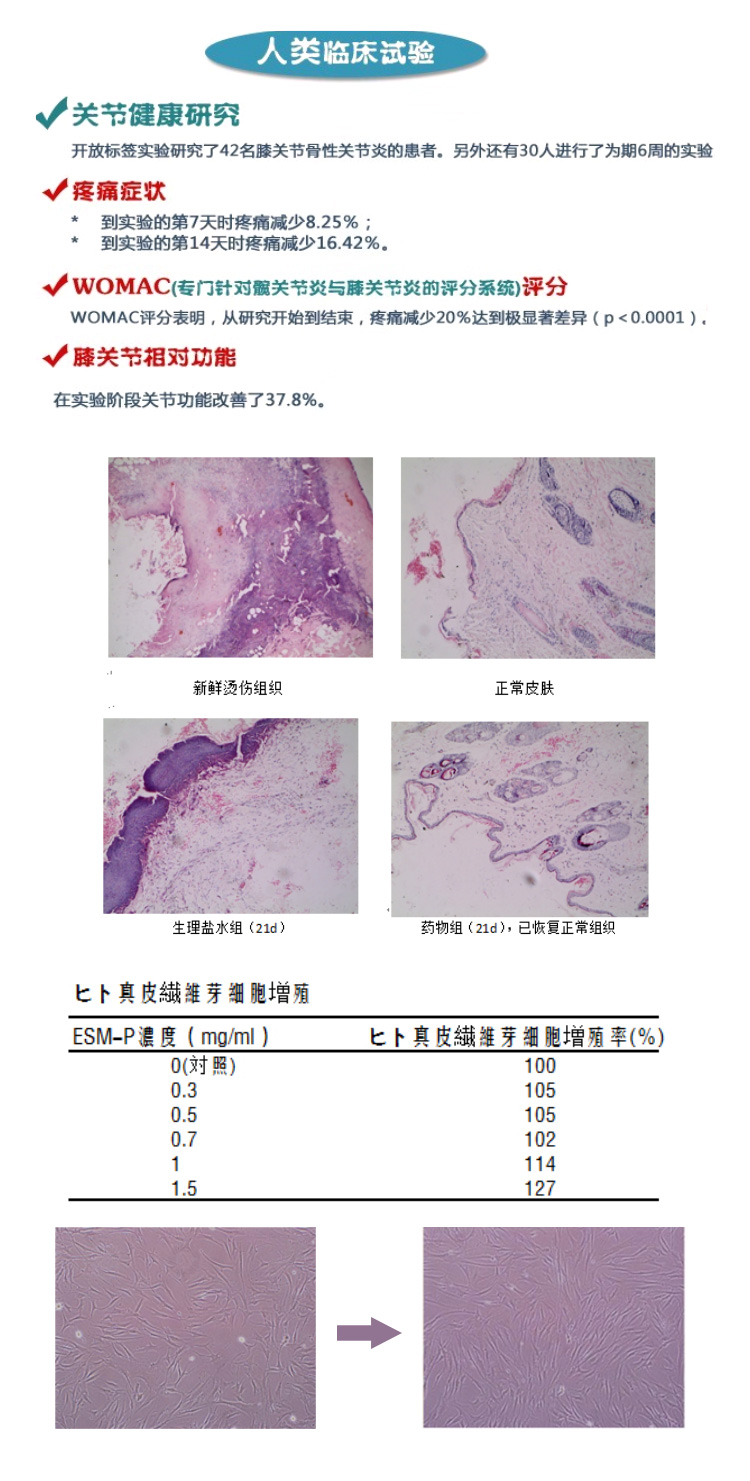 人类临床试验
关节健康研究
开放标签实验研究了42名膝关节骨性关节炎的患者。另外还有30人进行了为期6周的实验
疼痛症状
* 到实验的第7天时疼痛减少8.25%；
* 到实验的第14天时疼痛减少16.42%。
WOMAC(专门针对髋关节炎与膝关节炎的评分系统)评分
WOMAC评分表明，从研究开始到结束，疼痛减少20%达到极显著差异（p＜0.0001）.
膝关节相对功能
在实验阶段关节功能改善了37.8%。
新鲜烫伤组织 正常皮肤
生理盐水组（21d） 药物组（21d），已恢复正常组织
ヒト真皮繊維芽細胞増殖
ESM-P濃度（mg/ml） ヒト真皮繊維芽細胞増殖率(%)
0(対照) 100
0.3 105
0.5 105
0.7 102
1 114
1.5 127